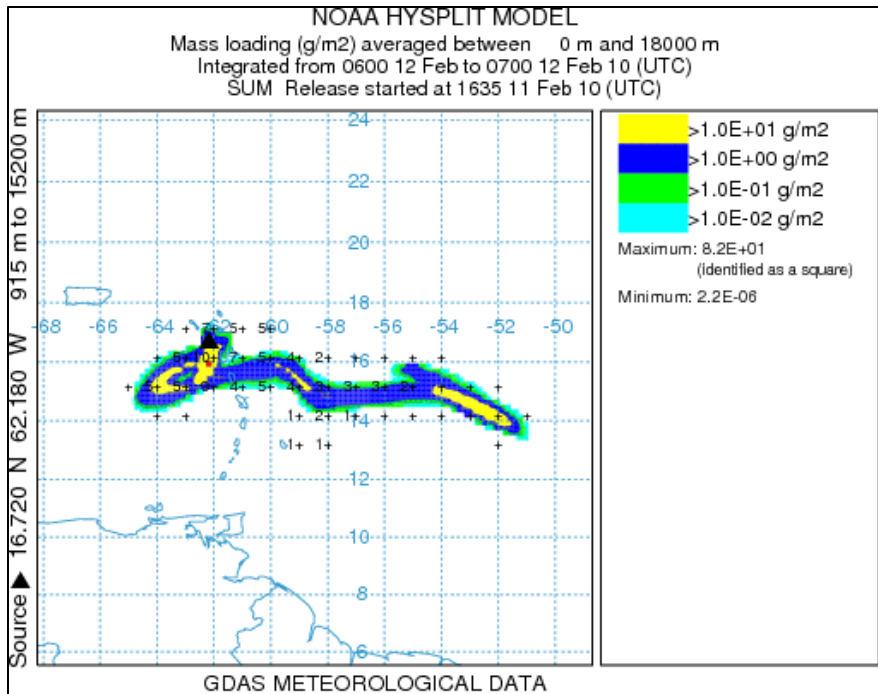 NOAA HYSPLIT MODEL
Mass loading (g/m2) averaged between 0 m and 18000 m
Integrated from 0600 12 Feb to 0700 12 Feb 10 (UTC)
SUM Release started at 1635 11 Feb 10 (UTC)
Source ▲ 16.720 N 62.180 W 915 m to 15200 m
24
22
20
18
-68 -66 -64 -62 -60 -58 -56 -54 -52 -50
16
14
12
10
8
6
>1.0E+01 g/m2
>1.0E+00 g/m2
>1.0E-01 g/m2
>1.0E-02 g/m2
Maximum: 8.2E+01
(identified as a square)
Minimum: 2.2E-06
GDAS METEOROLOGICAL DATA